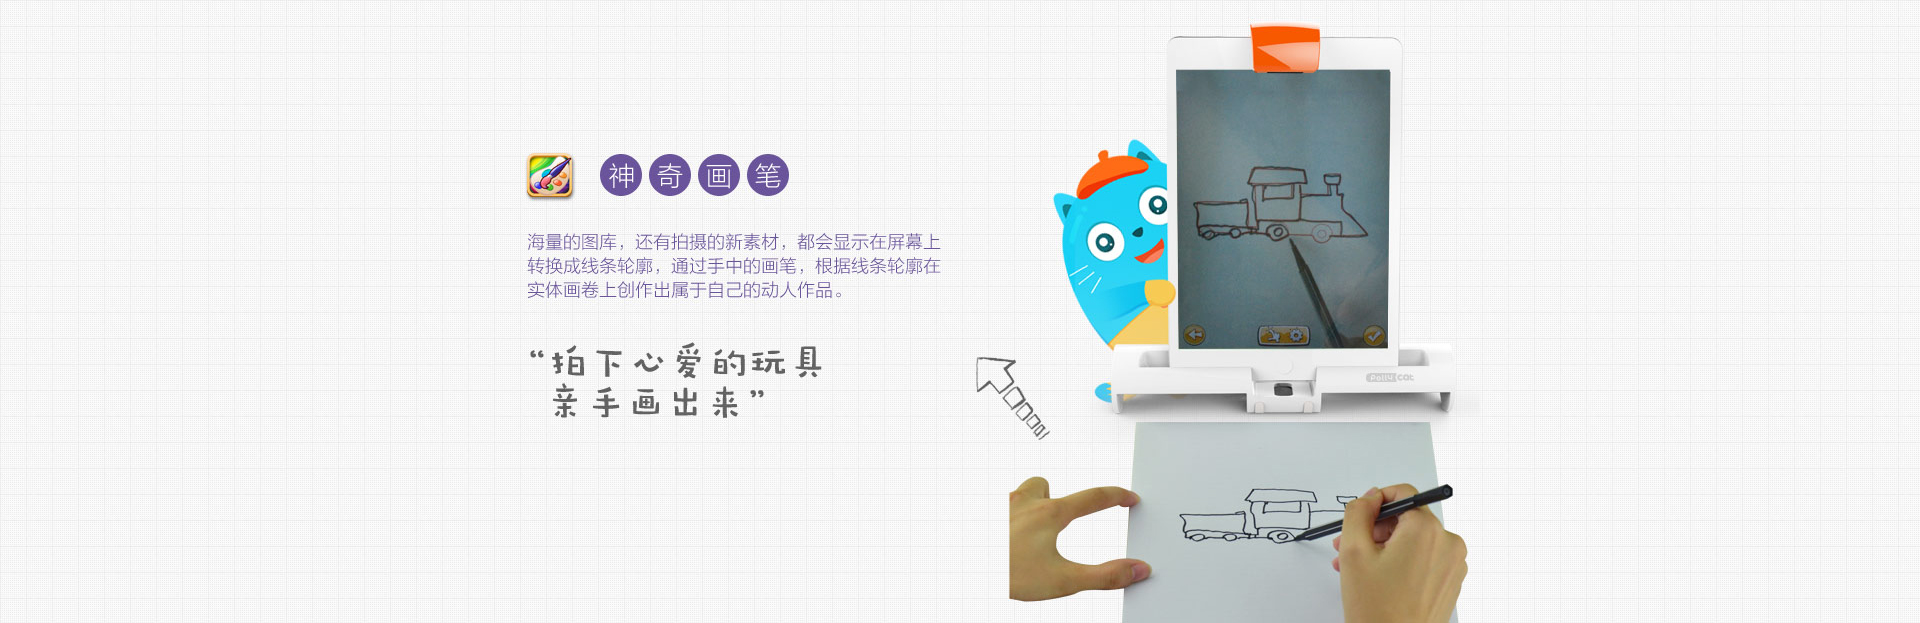 神奇画笔
海量的图库，还有拍摄的新素材，都会显示在屏幕上
转换成线条轮廓，通过手中的画笔，根据线条轮廓在
实体画卷上创作出属于自己的动人作品。
“拍下心爱的玩具
亲手画出来”
Polly cat